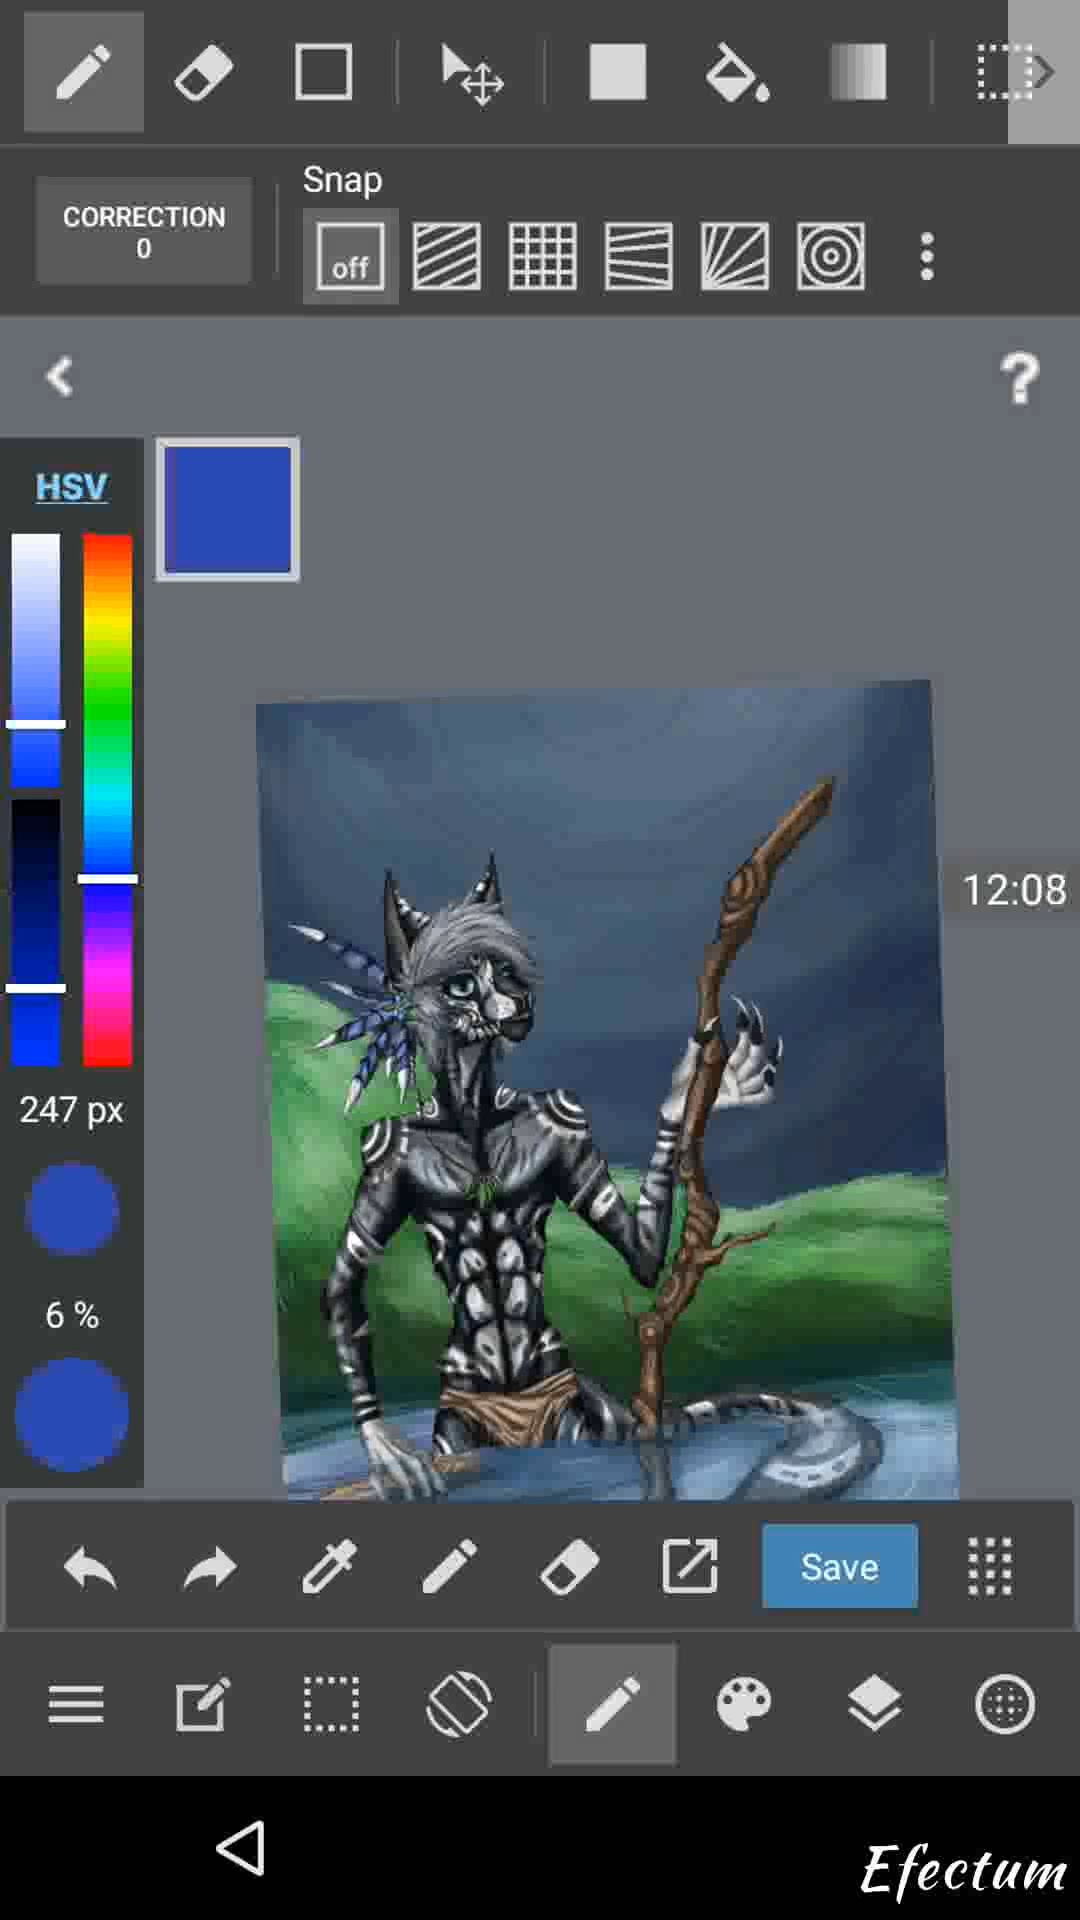 Snap
CORRECTION
0
off
?
HSV
12:08
247 px
6 %
Save
Efectum